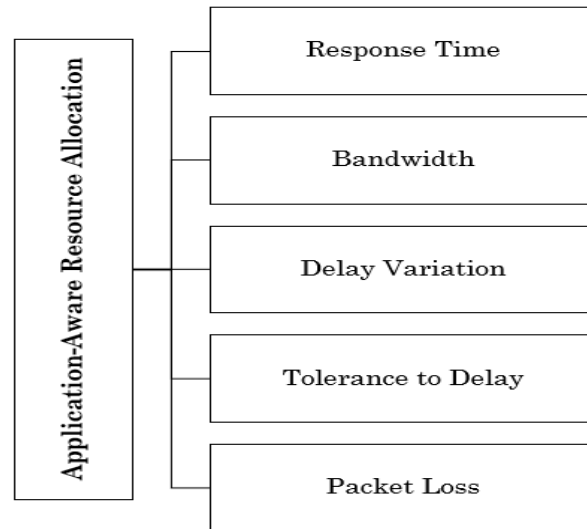 Application-Aware Resource Allocation
Response Time
Bandwidth
Delay Variation
Tolerance to Delay
Packet Loss